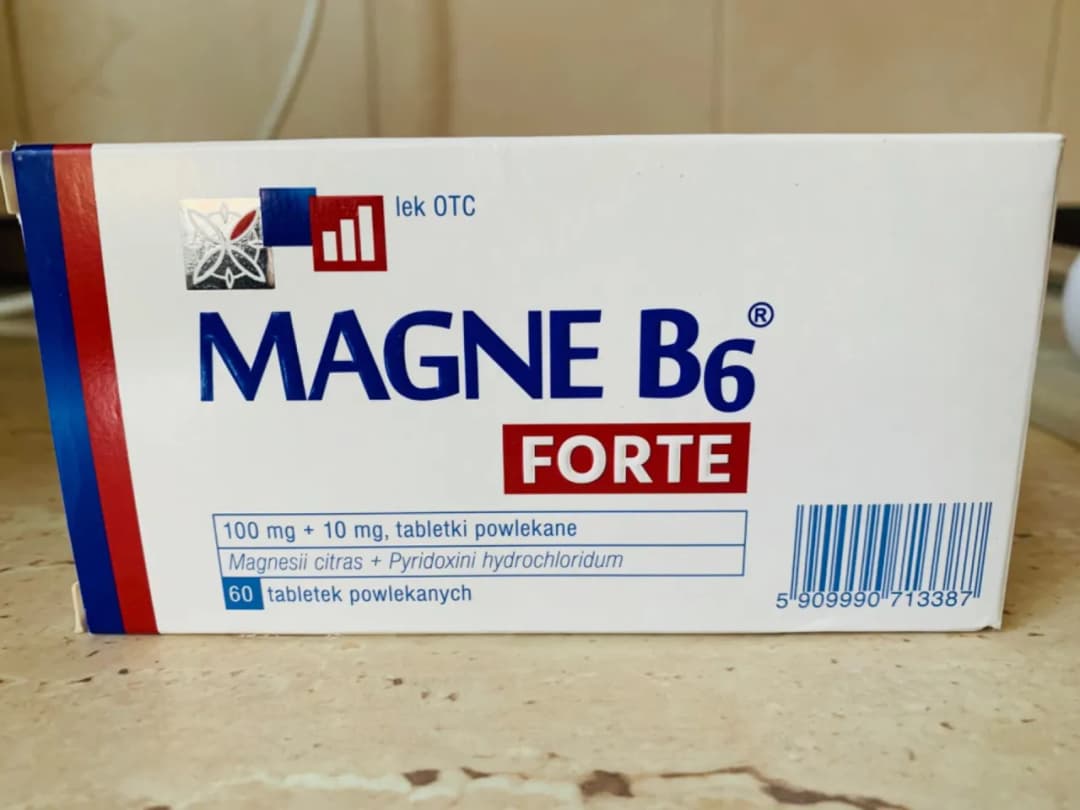 lek OTC
MAGNE B6®
FORTE
100 mg + 10 mg, tabletki powlekane
Magnesii citras + Pyridoxini hydrochloridum
60 tabletek powlekanych
5 909990 713387